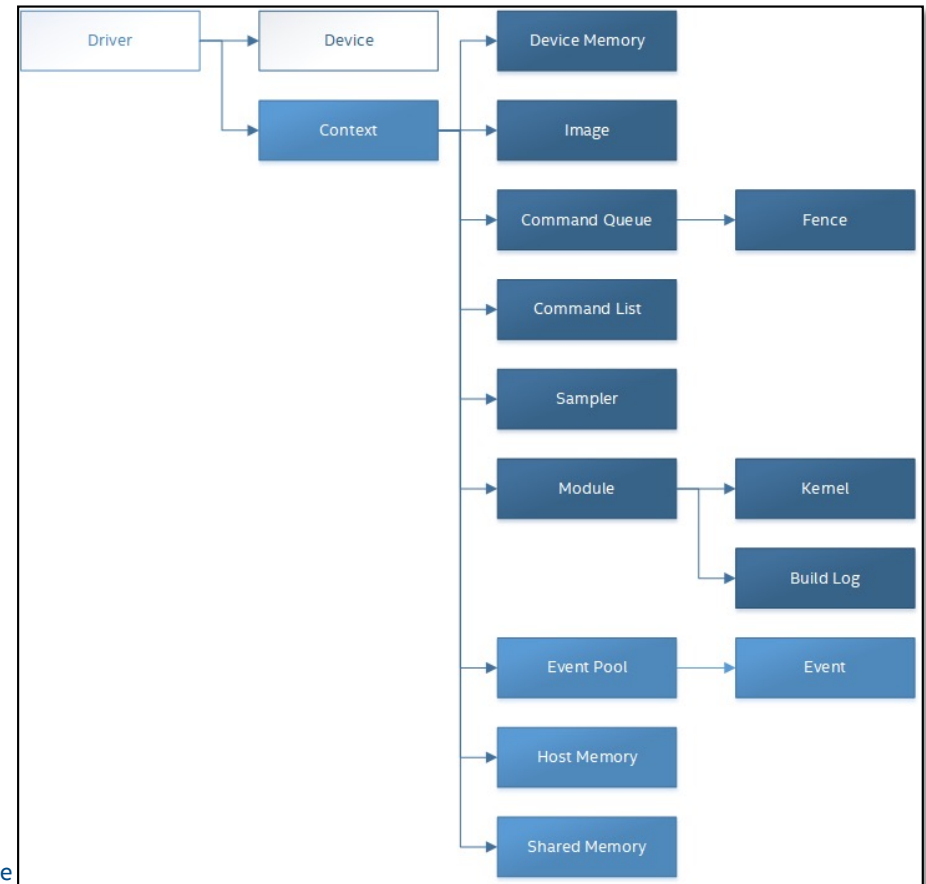 Driver
Device
Device Memory
Context
Image
Command Queue
Fence
Command List
Sampler
Module
Kernel
Build Log
Event Pool
Event
Host Memory
Shared Memory
e